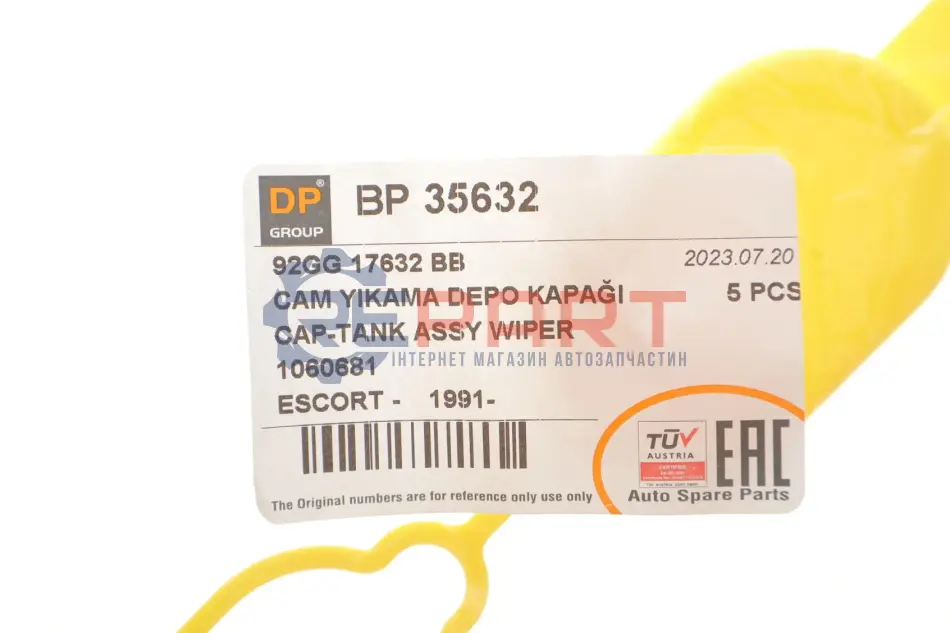 DP®
GROUP
BP 35632
92GG 17632 BB
2023.07.20
CAM YIKAMA DEPO KAPAĞI
5 PCS
CAP-TANK ASSY WIPER
1060681
ESCORT - 1991-
REPART
ІНТЕРНЕТ МАГАЗИН АВТОЗАПЧАСТИН
The Original numbers are for reference only use only
TÜV
AUSTRIA
EAC
Auto Spare Parts